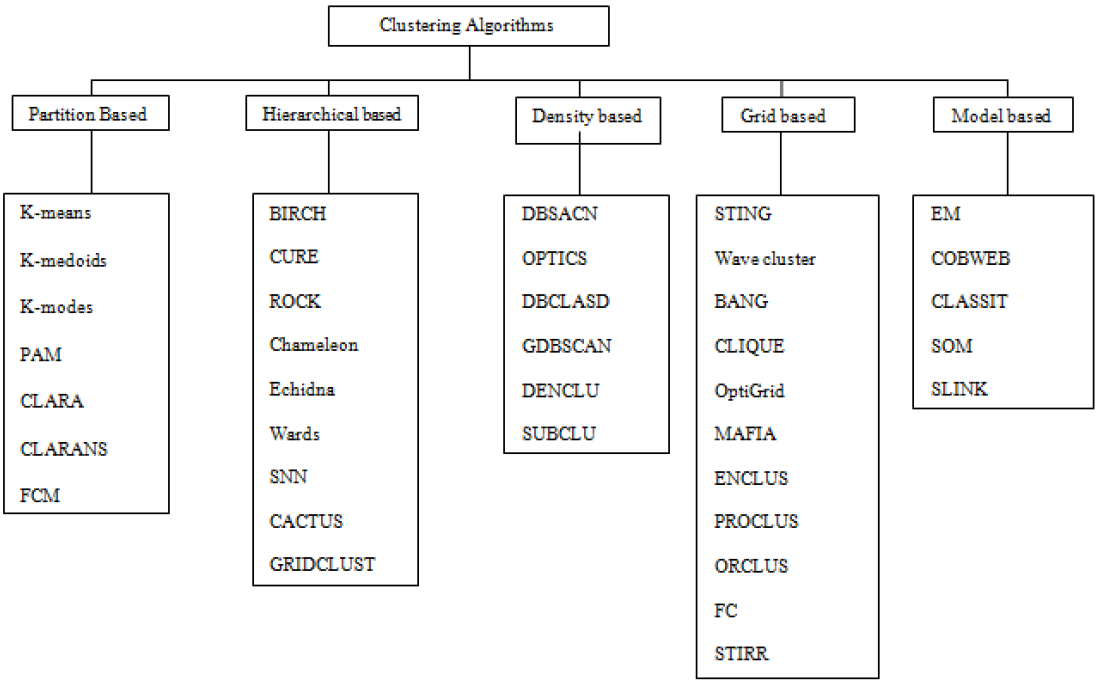 Clustering Algorithms
Partition Based
Hierarchical based
Density based
Grid based
Model based
K-means
K-medoids
K-modes
PAM
CLARA
CLARANS
FCM
BIRCH
CURE
ROCK
Chameleon
Echidna
Wards
SNN
CACTUS
GRIDCLUST
DBSACN
OPTICS
DBCLASD
GDBSCAN
DENCLU
SUBCLU
STING
Wave cluster
BANG
CLIQUE
OptiGrid
MAFIA
ENCLUS
PROCLUS
ORCLUS
FC
STIRR
EM
COBWEB
CLASSIT
SOM
SLINK